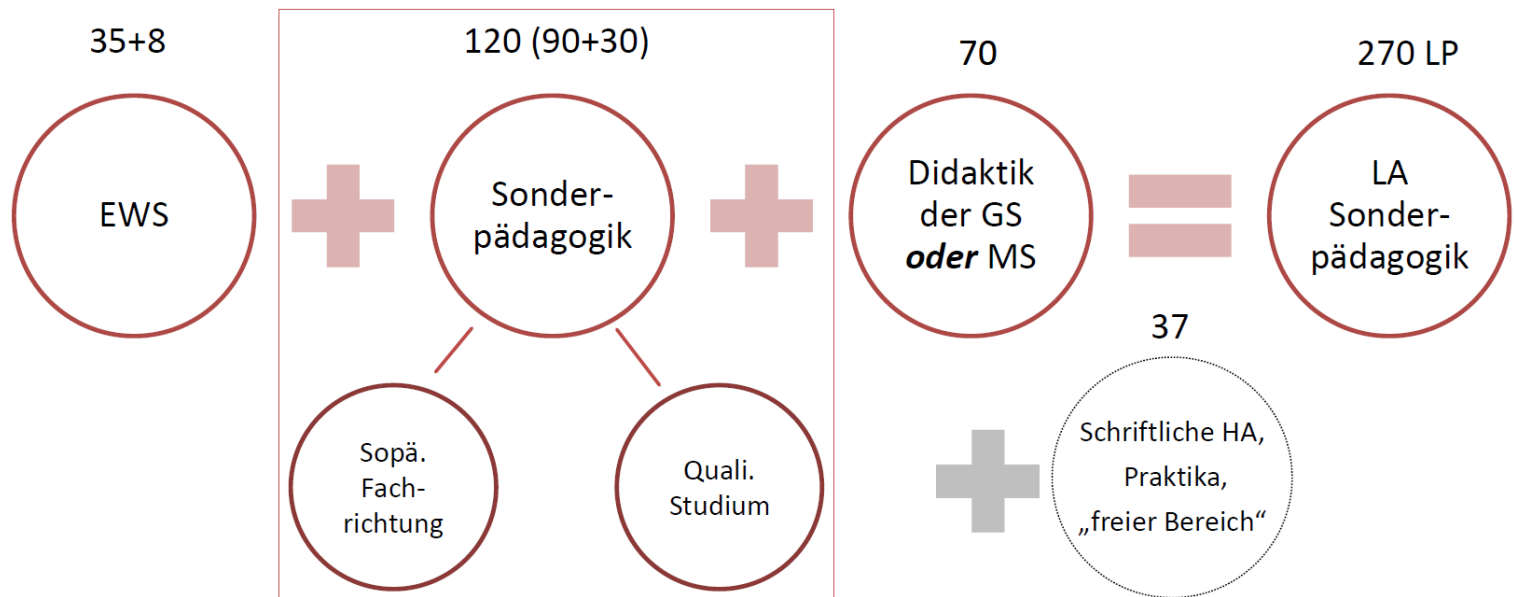 35+8
120 (90+30)
70
270 LP
EWS
Sonder-
pädagogik
Didaktik
der GS
oder MS
LA
Sonder-
pädagogik
37
Sopä.
Fach-
richtung
Quali.
Studium
Schriftliche HA,
Praktika,
„freier Bereich“